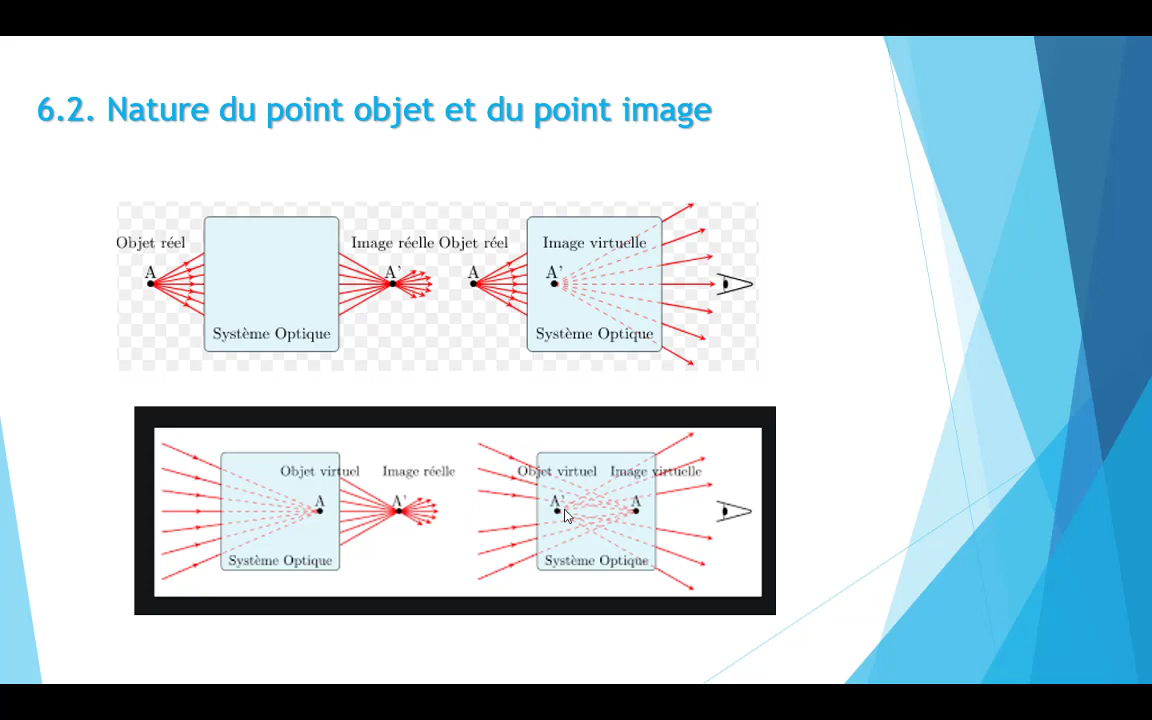 6.2. Nature du point objet et du point image
Objet réel
Image réelle
Objet réel
Image virtuelle
A
A'
A
A'
Système Optique
Système Optique
Objet virtuel
Image réelle
Objet virtuel
Image virtuelle
A
A'
A'
A
Système Optique
Système Optique